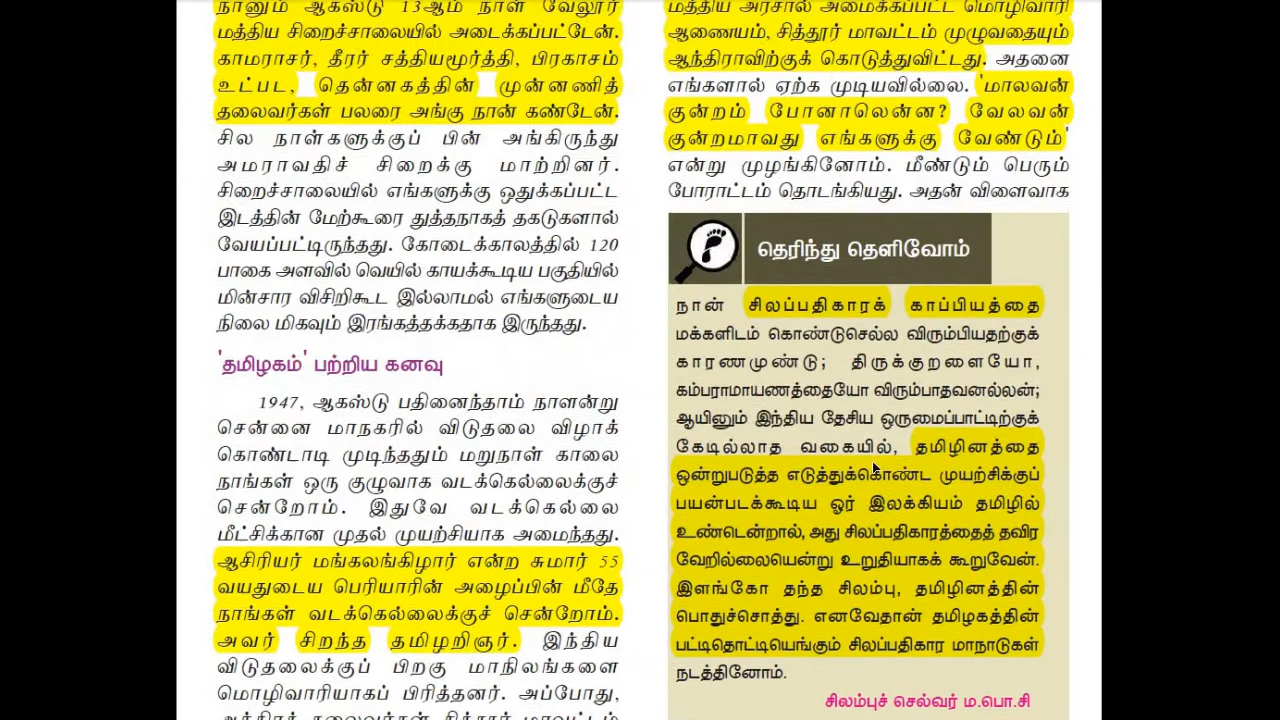 நானும் ஆகஸ்டு 13ஆம் நாள் வேலூர்
மத்திய சிறைச்சாலையில் அடைக்கப்பட்டேன்.
காமராசர், தீரர் சத்தியமூர்த்தி, பிரகாசம்
உட்பட, தென்னகத்தின் முன்னணித்
தலைவர்கள் பலரை அங்கு நான் கண்டேன்.
சில நாள்களுக்குப் பின் அங்கிருந்து
அமராவதிச் சிறைக்கு மாற்றினர்.
சிறைச்சாலையில் எங்களுக்கு ஒதுக்கப்பட்ட
இடத்தின் மேற்கூரை துத்தநாகத் தகடுகளால்
வேயப்பட்டிருந்தது. கோடைக்காலத்தில் 120
பாகை அளவில் வெயில் காயக்கூடிய பகுதியில்
மின்சார விசிறிகூட இல்லாமல் எங்களுடைய
நிலை மிகவும் இரங்கத்தக்கதாக இருந்தது.
'தமிழகம்' பற்றிய கனவு
1947, ஆகஸ்டு பதினைந்தாம் நாளன்று
சென்னை மாநகரில் விடுதலை விழாக்
கொண்டாடி முடிந்ததும் மறுநாள் காலை
நாங்கள் ஒரு குழுவாக வடக்கெல்லைக்குச்
சென்றோம். இதுவே வடக்கெல்லை
மீட்சிக்கான முதல் முயற்சியாக அமைந்தது.
ஆசிரியர் மங்கலங்கிழார் என்ற சுமார் 55
வயதுடைய பெரியாரின் அழைப்பின் மீதே
நாங்கள் வடக்கெல்லைக்குச் சென்றோம்.
அவர் சிறந்த தமிழறிஞர். இந்திய
விடுதலைக்குப் பிறகு மாநிலங்களை
மொழிவாரியாகப் பிரித்தனர். அப்போது,
ஆந்திரத் தலைவர்கள் சித்தூர் மாவட்டம்
மத்திய அரசால் அமைக்கப்பட்ட மொழிவாரி
ஆணையம், சித்தூர் மாவட்டம் முழுவதையும்
ஆந்திராவிற்குக் கொடுத்துவிட்டது. அதனை
எங்களால் ஏற்க முடியவில்லை. 'மாலவன்
குன்றம் போனாலென்ன? வேலவன்
குன்றமாவது எங்களுக்கு வேண்டும்'
என்று முழங்கினோம். மீண்டும் பெரும்
போராட்டம் தொடங்கியது. அதன் விளைவாக
தெரிந்து தெளிவோம்
நான் சிலப்பதிகாரக் காப்பியத்தை
மக்களிடம் கொண்டுசெல்ல விரும்பியதற்குக்
காரணமுண்டு; திருக்குறளையோ,
கம்பராமாயணத்தையோ விரும்பாதவனல்லன்;
ஆயினும் இந்திய தேசிய ஒருமைப்பாட்டிற்குக்
கேடில்லாத வகையில், தமிழினத்தை
ஒன்றுபடுத்த எடுத்துக்கொண்ட முயற்சிக்குப்
பயன்படக்கூடிய ஓர் இலக்கியம் தமிழில்
உண்டென்றால், அது சிலப்பதிகாரத்தைத் தவிர
வேறில்லையென்று உறுதியாகக் கூறுவேன்.
இளங்கோ தந்த சிலம்பு, தமிழினத்தின்
பொதுச்சொத்து. எனவேதான் தமிழகத்தின்
பட்டிதொட்டியெங்கும் சிலப்பதிகார மாநாடுகள்
நடத்தினோம்.
சிலம்புச் செல்வர் ம.பொ.சி